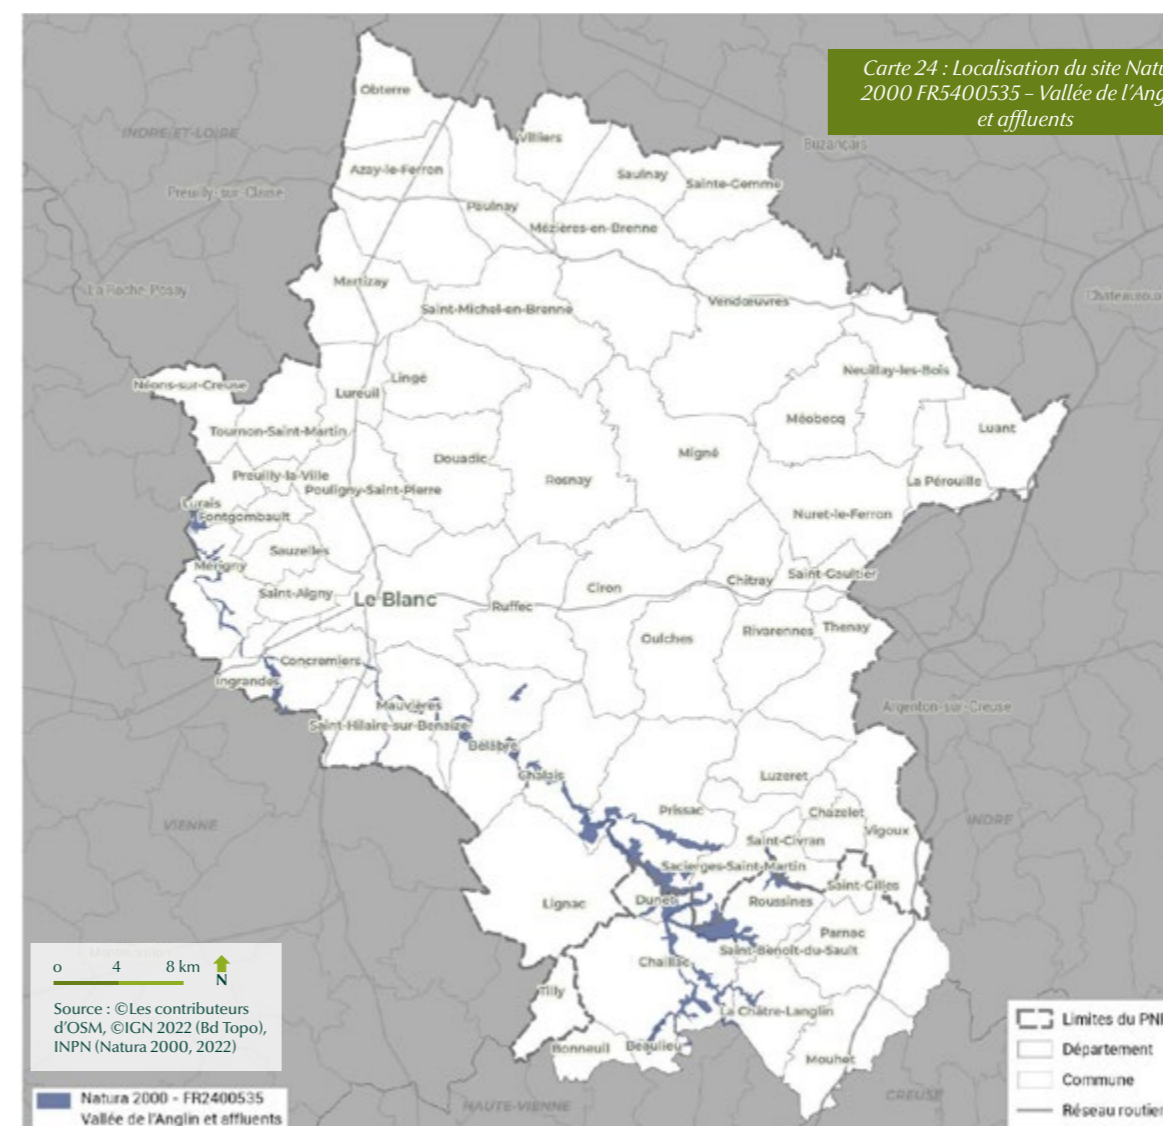 Carte 24 : Localisation du site Natu
2000 FR5400535 – Vallée de l'Ang
et affluents
Obterre
INDRE-ET-LOIRE
Villiers
Buzançais
Azay-le-Ferron
Saulnay
Sainte-Gemme
Preuilly-sur-Claise
Paulnay
Mézières-en-Brenne
La Roche-Posay
Martizay
Saint-Michel-en-Brenne
Vendœuvres
Châteaurou
Néons-sur-Creuse
Lingé
Lureuil
Neuillay-les-Bois
Tournon-Saint-Martin
Méobecq
Luant
Douadic
Migné
Preuilly-la-Ville
Pouligny-Saint-Pierre
Rosnay
La Pérouille
Lurais
Fontgombault
Nuret-le-Ferron
Sauzelles
Mérigny
Saint-Aigny
Le Blanc
Ruffec
Ciron
Chitray
Saint-Gaultier
Oulches
Rivarennes
Thenay
Concremiers
Ingrandes
Mauvières
Saint-Hilaire-sur-Benaize
Argenton-sur-Creuse
Bélâbre
Chalais
Luzeret
Prissac
Chazelet
VIENNE
INDRE
Saint-Civran
Vigoux
Sacierges-Saint-Martin
Saint-Gilles
Lignac
Dunet
Roussines
Parnac
Saint-Benoît-du-Sault
Chaillac
Tilly
La Châtre-Langlin
Bonneuil
Beaulieu
Mouhet
HAUTE-VIENNE
CREUSE
0 4 8 km
N
Source : ©Les contributeurs
d'OSM, ©IGN 2022 (Bd Topo),
INPN (Natura 2000, 2022)
Natura 2000 - FR2400535
Vallée de l'Anglin et affluents
Limites du PN
Département
Commune
Réseau routier